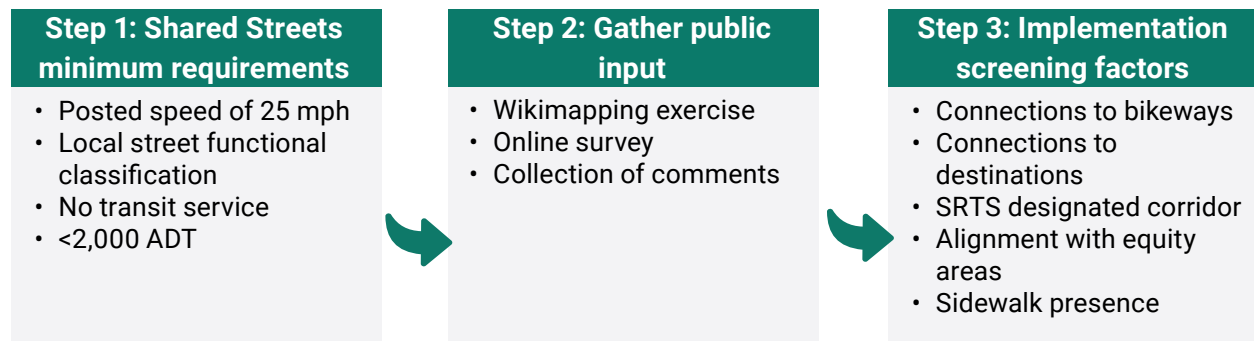 Step 1: Shared Streets
minimum requirements
• Posted speed of 25 mph
• Local street functional
classification
• No transit service
• <2,000 ADT
Step 2: Gather public
input
• Wikimapping exercise
• Online survey
• Collection of comments
Step 3: Implementation
screening factors
• Connections to bikeways
• Connections to
destinations
• SRTS designated corridor
• Alignment with equity
areas
• Sidewalk presence